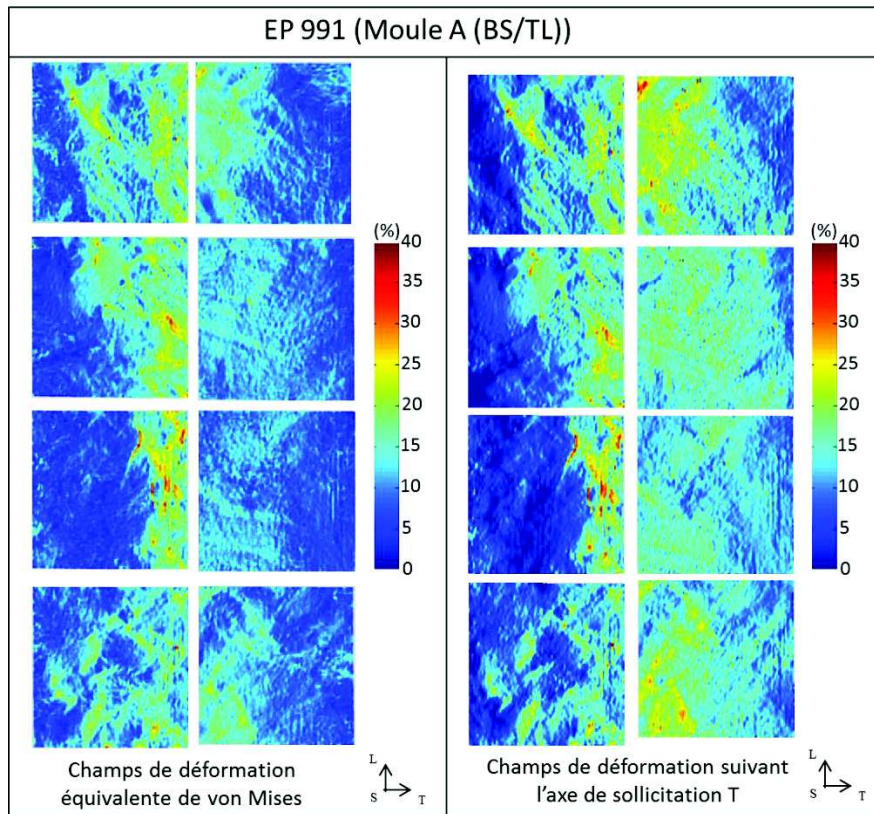 EP 991 (Moule A (BS/TL))
(%)
40
35
30
25
20
15
10
5
0
(%)
40
35
30
25
20
15
10
5
0
Champs de déformation
équivalente de von Mises
L
S
T
Champs de déformation suivant
l'axe de sollicitation T
L
S
T